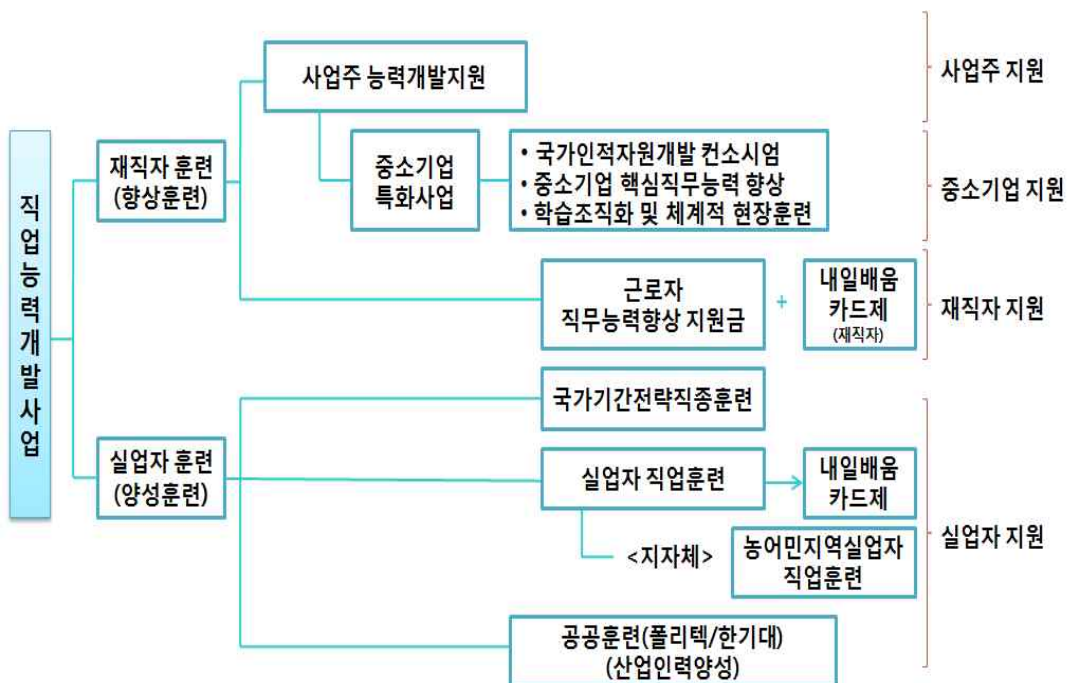 직업능력개발사업
재직자 훈련
(향상훈련)
사업주 능력개발지원
중소기업
특화사업
• 국가인적자원개발 컨소시엄
• 중소기업 핵심직무능력 향상
• 학습조직화 및 체계적 현장훈련
근로자
직무능력향상 지원금
+
내일배움
카드제
(재직자)
실업자 훈련
(양성훈련)
국가기간전략직종훈련
실업자 직업훈련
내일배움
카드제
<지자체>
농어민지역실업자
직업훈련
공공훈련(폴리텍/한기대)
(산업인력양성)
사업주 지원
중소기업 지원
재직자 지원
실업자 지원